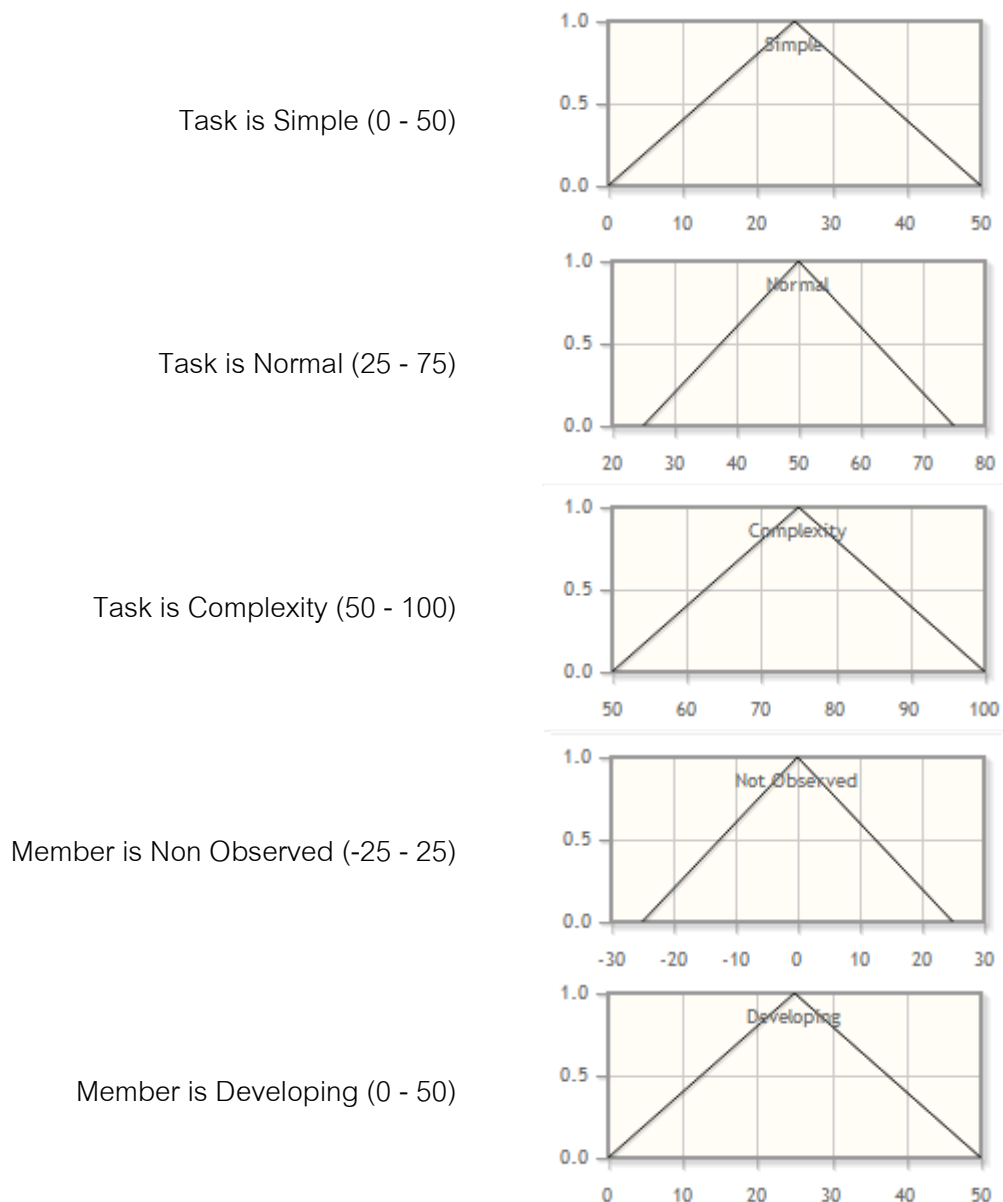 1.0
Simple
Task is Simple (0 - 50)
0.5
0.0
0 10 20 30 40 50
1.0
Normal
Task is Normal (25 - 75)
0.5
0.0
20 30 40 50 60 70 80
1.0
Complexity
Task is Complexity (50 - 100)
0.5
0.0
50 60 70 80 90 100
1.0
Not Observed
Member is Non Observed (-25 - 25)
0.5
0.0
-30 -20 -10 0 10 20 30
1.0
Developing
Member is Developing (0 - 50)
0.5
0.0
0 10 20 30 40 50